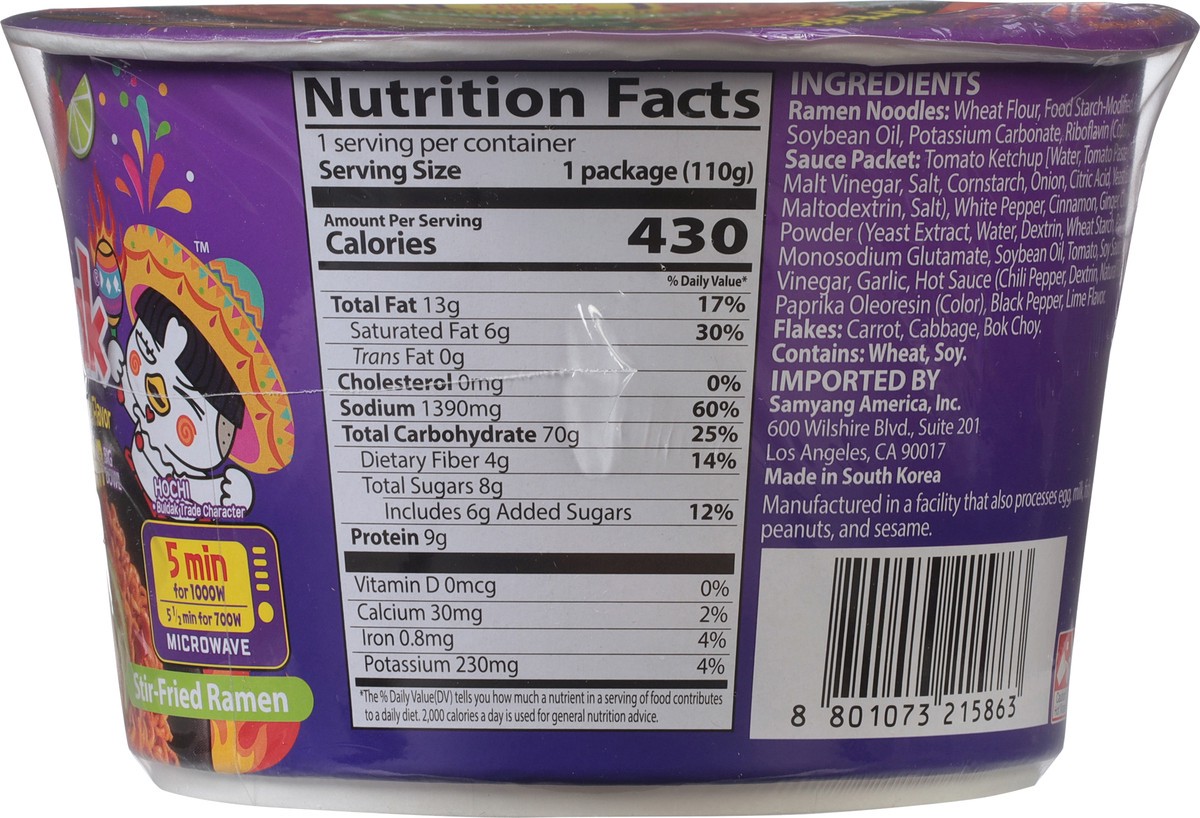 TM
HOCHI
• Buldak Trade Character
5 min
for 1000W
5 1/2 min for 700W
MICROWAVE
Stir-Fried Ramen
Nutrition Facts
1 serving per container
Serving Size 1 package (110g)
Amount Per Serving
Calories 430
% Daily Value*
Total Fat 13g 17%
Saturated Fat 6g 30%
Trans Fat 0g
Cholesterol 0mg 0%
Sodium 1390mg 60%
Total Carbohydrate 70g 25%
Dietary Fiber 4g 14%
Total Sugars 8g
Includes 6g Added Sugars 12%
Protein 9g
Vitamin D 0mcg 0%
Calcium 30mg 2%
Iron 0.8mg 4%
Potassium 230mg 4%
*The % Daily Value(DV) tells you how much a nutrient in a serving of food contributes
to a daily diet. 2,000 calories a day is used for general nutrition advice.
INGREDIENTS
Ramen Noodles: Wheat Flour, Food Starch-Modified
Soybean Oil, Potassium Carbonate, Riboflavin
Sauce Packet: Tomato Ketchup [Water, Tomato Paste
Malt Vinegar, Salt, Cornstarch, Onion, Citric Acid,
Maltodextrin, Salt), White Pepper, Cinnamon, Ginger
Powder (Yeast Extract, Water, Dextrin, Wheat Starch
Monosodium Glutamate, Soybean Oil, Tomato, Soy
Vinegar, Garlic, Hot Sauce (Chili Pepper, Dextrin,
Paprika Oleoresin (Color), Black Pepper, Lime Flavor.
Flakes: Carrot, Cabbage, Bok Choy.
Contains: Wheat, Soy.
IMPORTED BY
Samyang America, Inc.
600 Wilshire Blvd., Suite 201
Los Angeles, CA 90017
Made in South Korea
Manufactured in a facility that also processes egg, milk,
peanuts, and sesame.
8 801073 215863